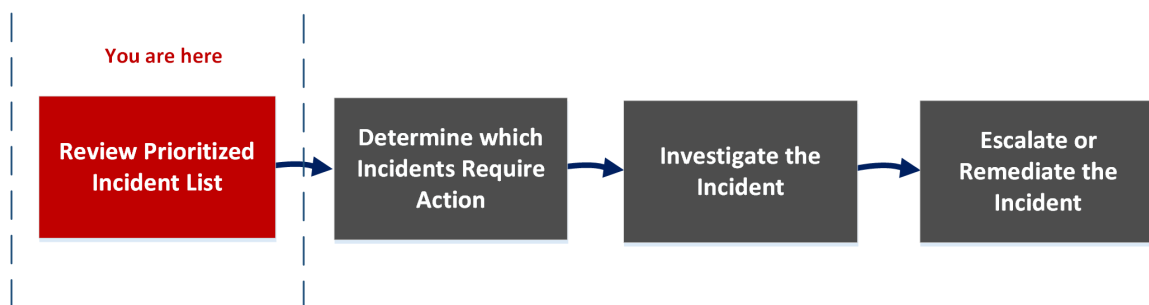 You are here
Review Prioritized
Incident List
Determine which
Incidents Require
Action
Investigate the
Incident
Escalate or
Remediate the
Incident